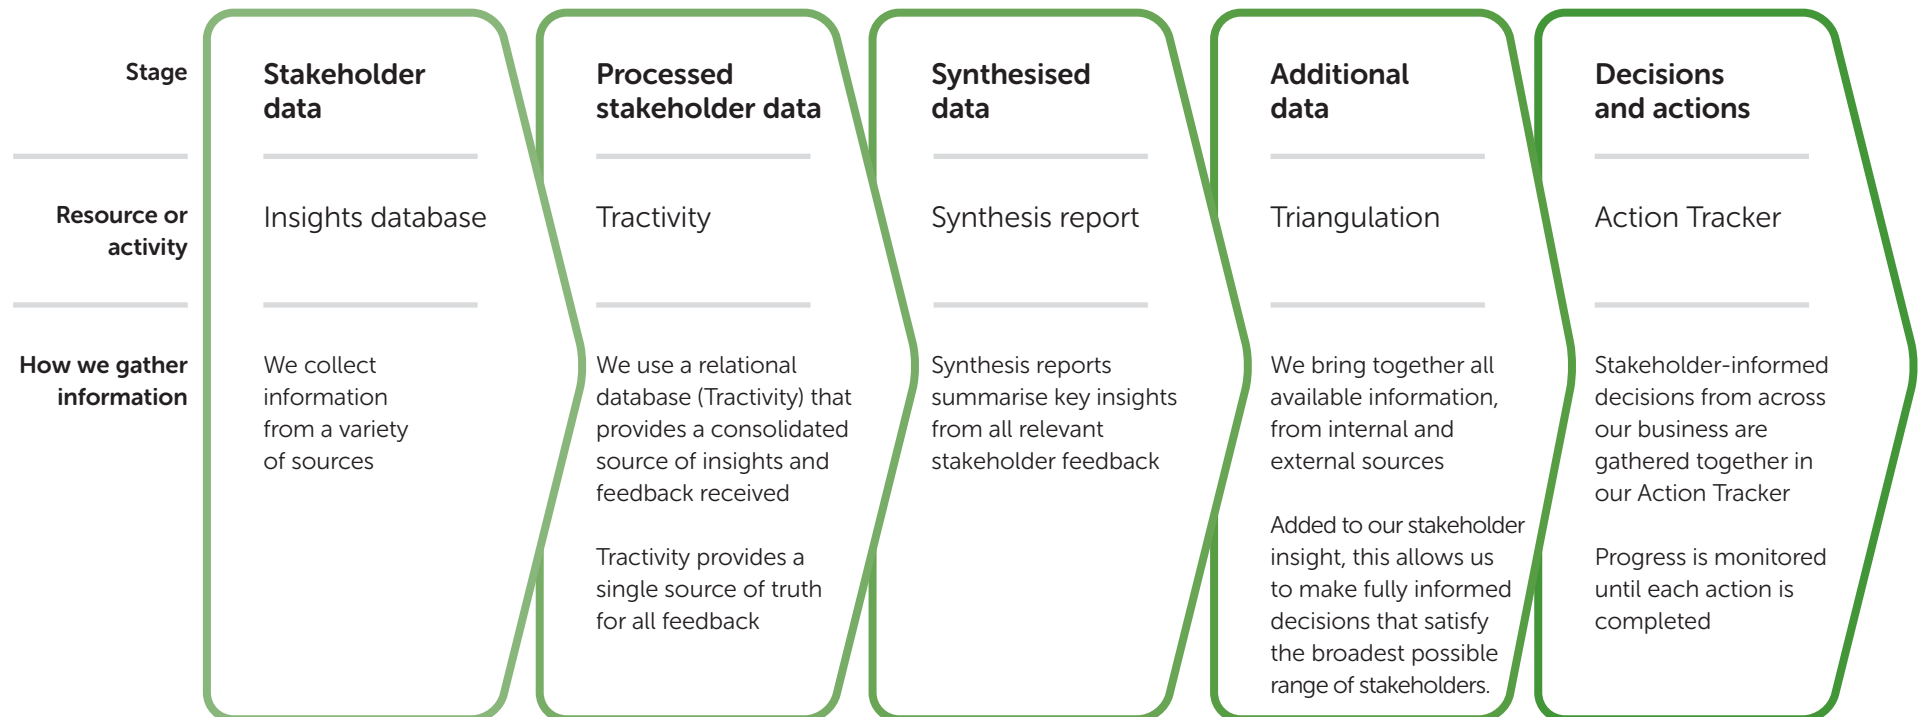 Stage
Stakeholder
data
Processed
stakeholder data
Synthesised
data
Additional
data
Decisions
and actions
Resource or
activity
Insights database
Tractivity
Synthesis report
Triangulation
Action Tracker
How we gather
information
We collect
information
from a variety
of sources
We use a relational
database (Tractivity) that
provides a consolidated
source of insights and
feedback received
Tractivity provides a
single source of truth
for all feedback
Synthesis reports
summarise key insights
from all relevant
stakeholder feedback
We bring together all
available information,
from internal and
external sources
Added to our stakeholder
insight, this allows us
to make fully informed
decisions that satisfy
the broadest possible
range of stakeholders.
Stakeholder-informed
decisions from across
our business are
gathered together in
our Action Tracker
Progress is monitored
until each action is
completed